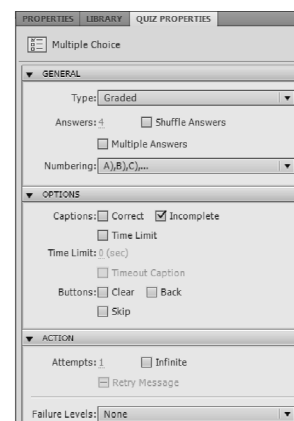 PROPERTIES LIBRARY QUIZ PROPERTIES
Multiple Choice
GENERAL
Type: Graded
Answers: 4 Shuffle Answers
Multiple Answers
Numbering: A),B),C),...
OPTIONS
Captions: Correct Incomplete
Time Limit
Time Limit: 0 (sec)
Timeout Caption
Buttons: Clear Back
Skip
ACTION
Attempts: 1 Infinite
Retry Message
Failure Levels: None